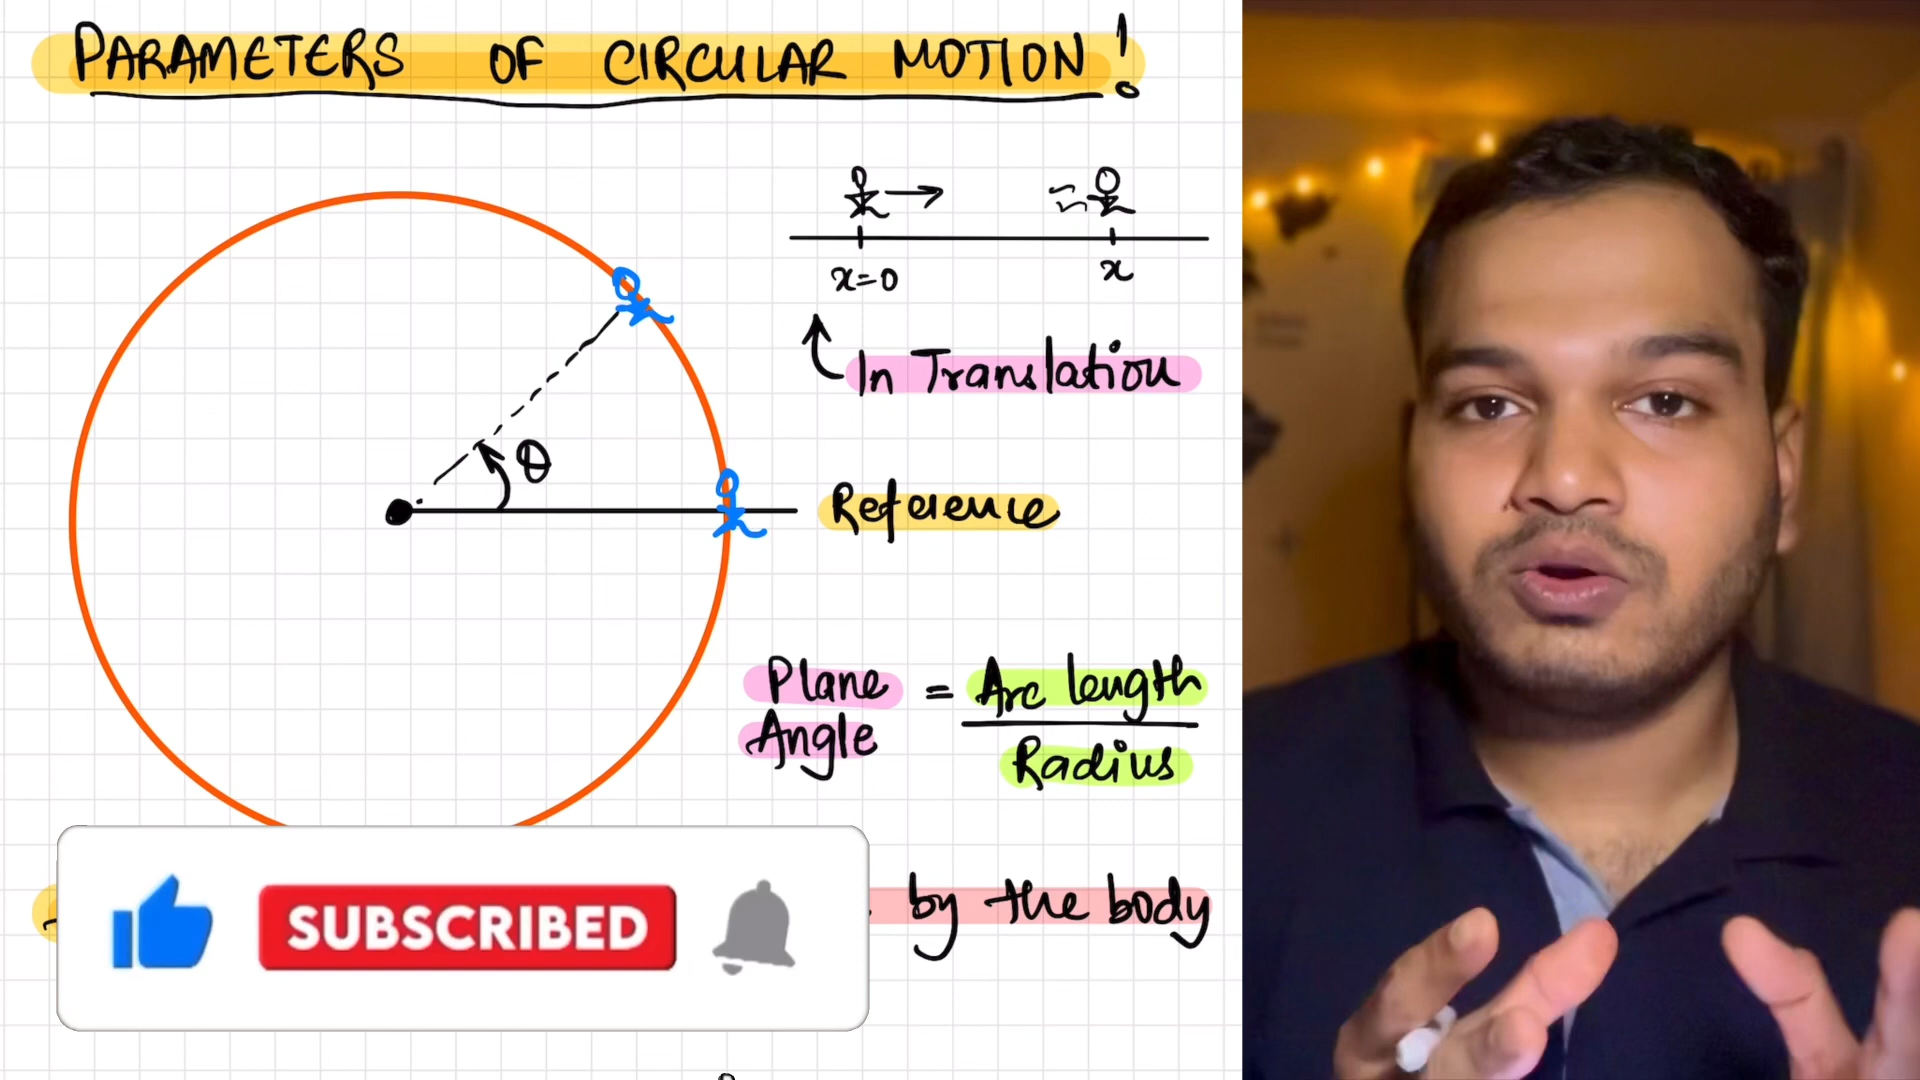 PARAMETERS OF CIRCULAR MOTION!
x=0
x
In Translation
θ
Reference
Plane Angle = Arc length
Radius
by the body
SUBSCRIBED